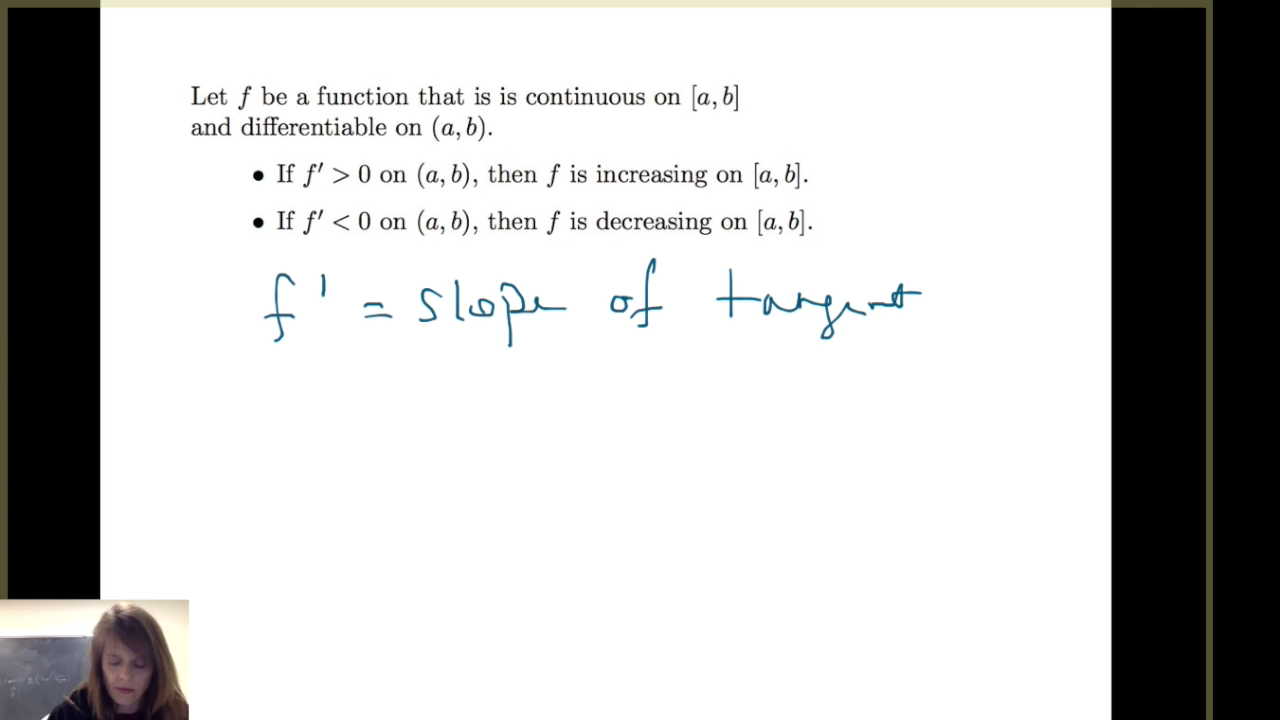 Let f be a function that is is continuous on [a, b]
and differentiable on (a, b).
• If f′ > 0 on (a, b), then f is increasing on [a, b].
• If f′ < 0 on (a, b), then f is decreasing on [a, b].
f' = slope of tangent